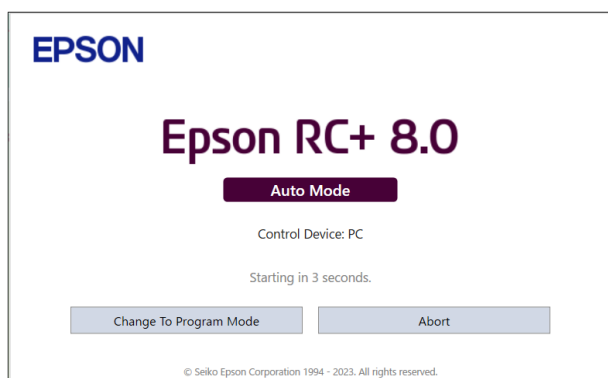 EPSON
Epson RC+ 8.0
Auto Mode
Control Device: PC
Starting in 3 seconds.
Change To Program Mode
Abort
© Seiko Epson Corporation 1994 - 2023. All rights reserved.